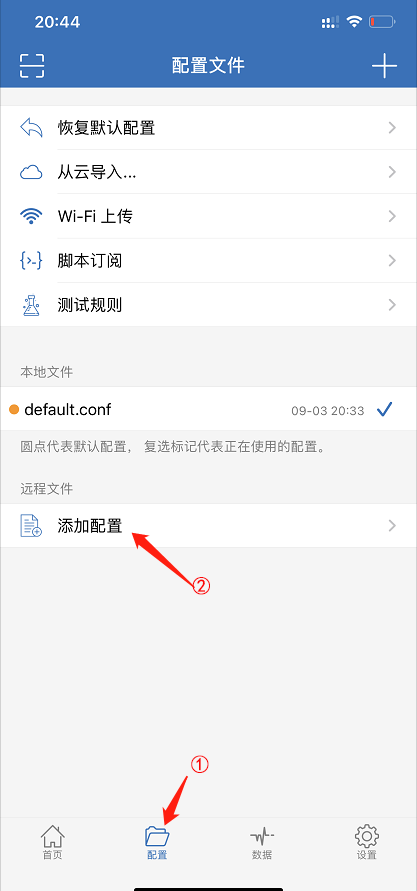 20:44
配置文件
恢复默认配置
从云导入...
Wi-Fi 上传
脚本订阅
测试规则
本地文件
default.conf 09-03 20:33
圆点代表默认配置， 复选标记代表正在使用的配置。
远程文件
添加配置
②
①
首页 配置 数据 设置